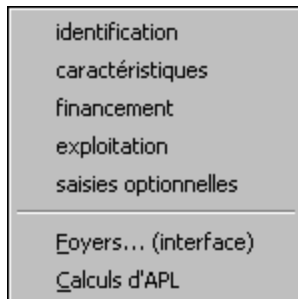 identification
caractéristiques
financement
exploitation
saisies optionnelles
Foyers... (interface)
Calculs d'APL